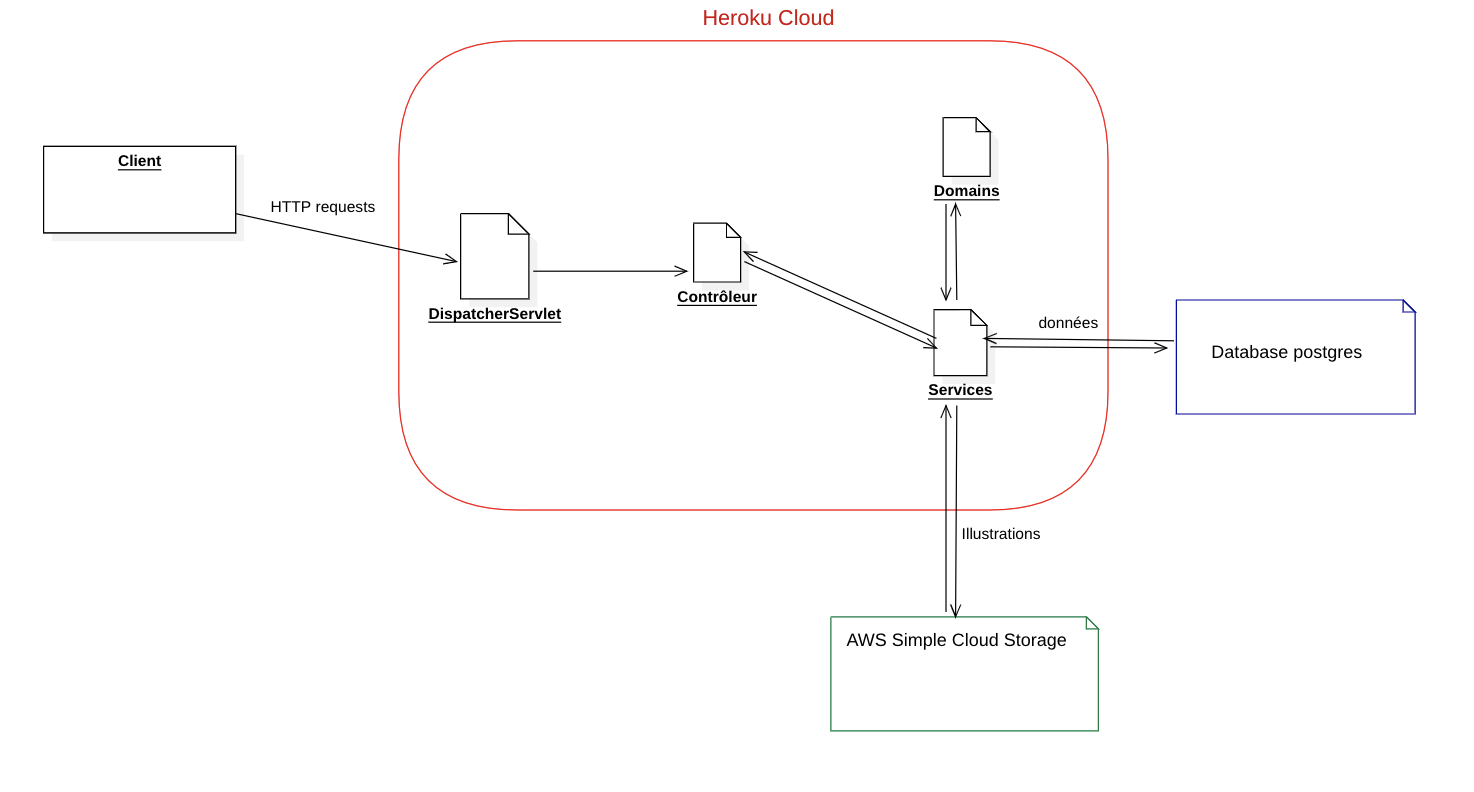 Heroku Cloud
Client
HTTP requests
Domains
DispatcherServlet
Contrôleur
données
Database postgres
Services
Illustrations
AWS Simple Cloud Storage